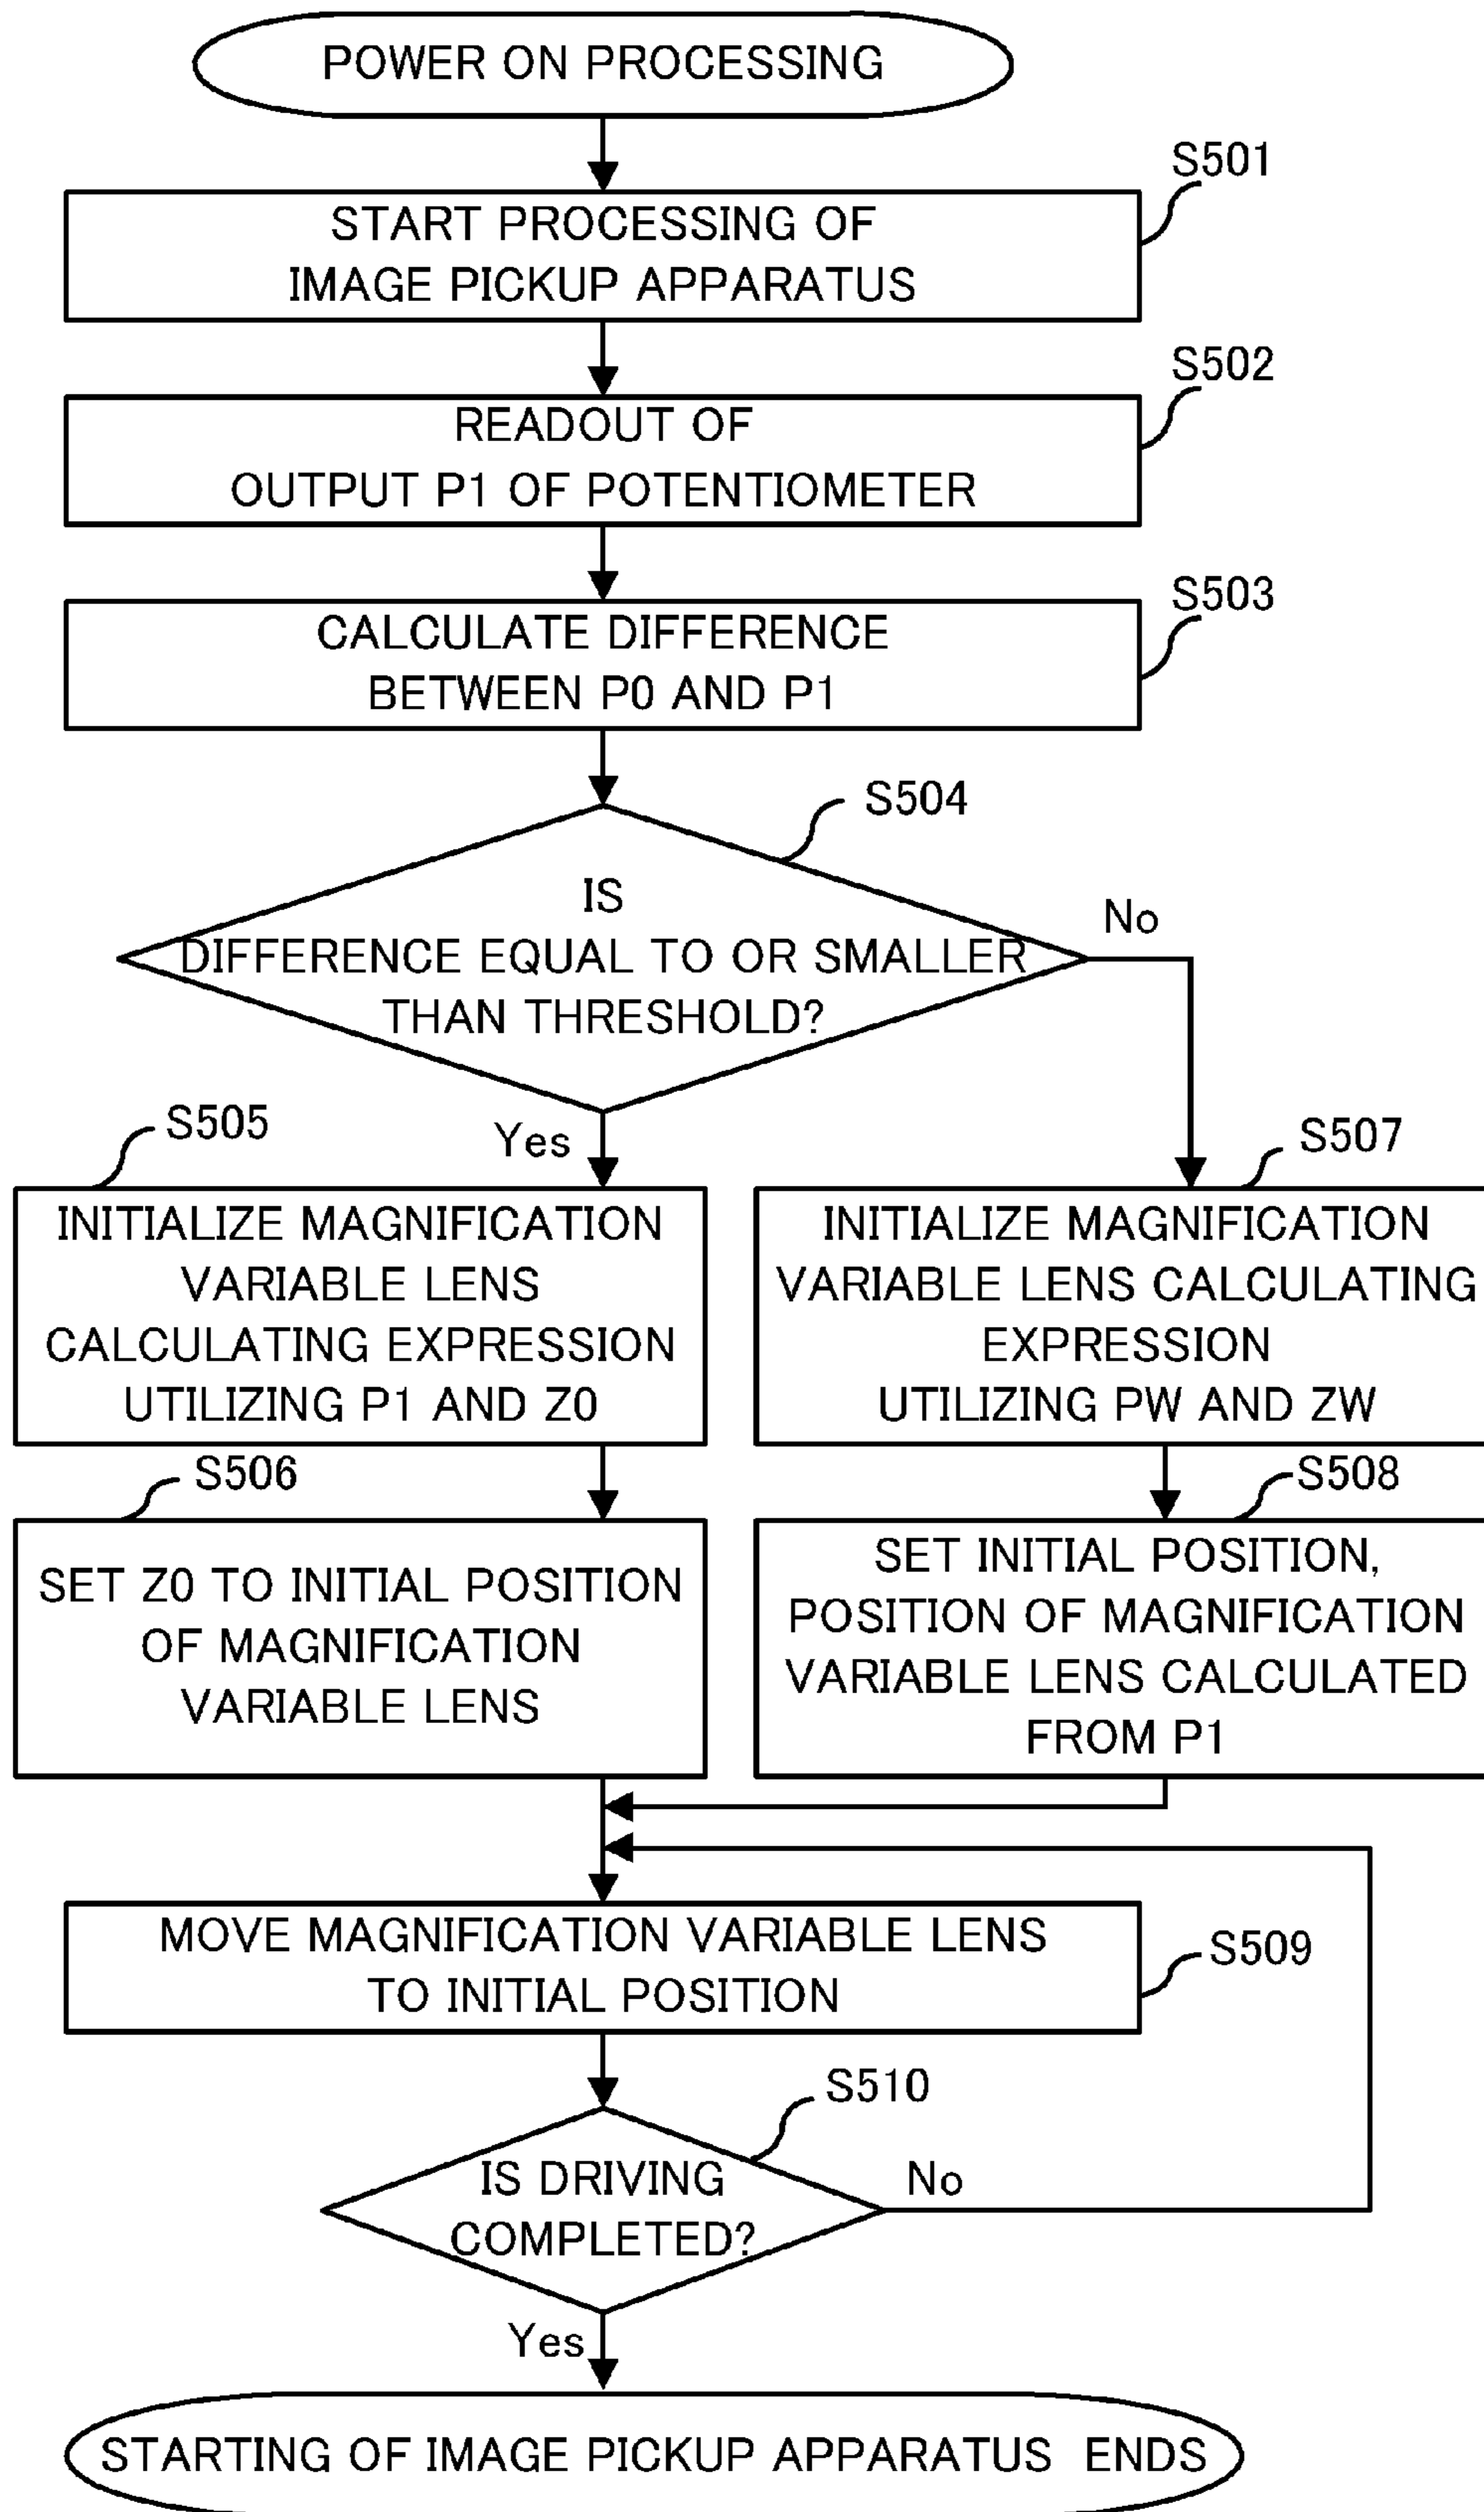 POWER ON PROCESSING
S501
START PROCESSING OF
IMAGE PICKUP APPARATUS
S502
READOUT OF
OUTPUT P1 OF POTENTIOMETER
S503
CALCULATE DIFFERENCE
BETWEEN P0 AND P1
S504
IS
DIFFERENCE EQUAL TO OR SMALLER
THAN THRESHOLD?
No
Yes
S505
INITIALIZE MAGNIFICATION
VARIABLE LENS
CALCULATING EXPRESSION
UTILIZING P1 AND Z0
S506
SET Z0 TO INITIAL POSITION
OF MAGNIFICATION
VARIABLE LENS
S507
INITIALIZE MAGNIFICATION
VARIABLE LENS CALCULATING
EXPRESSION
UTILIZING PW AND ZW
S508
SET INITIAL POSITION,
POSITION OF MAGNIFICATION
VARIABLE LENS CALCULATED
FROM P1
MOVE MAGNIFICATION VARIABLE LENS
TO INITIAL POSITION
S509
S510
IS DRIVING
COMPLETED?
No
Yes
STARTING OF IMAGE PICKUP APPARATUS ENDS